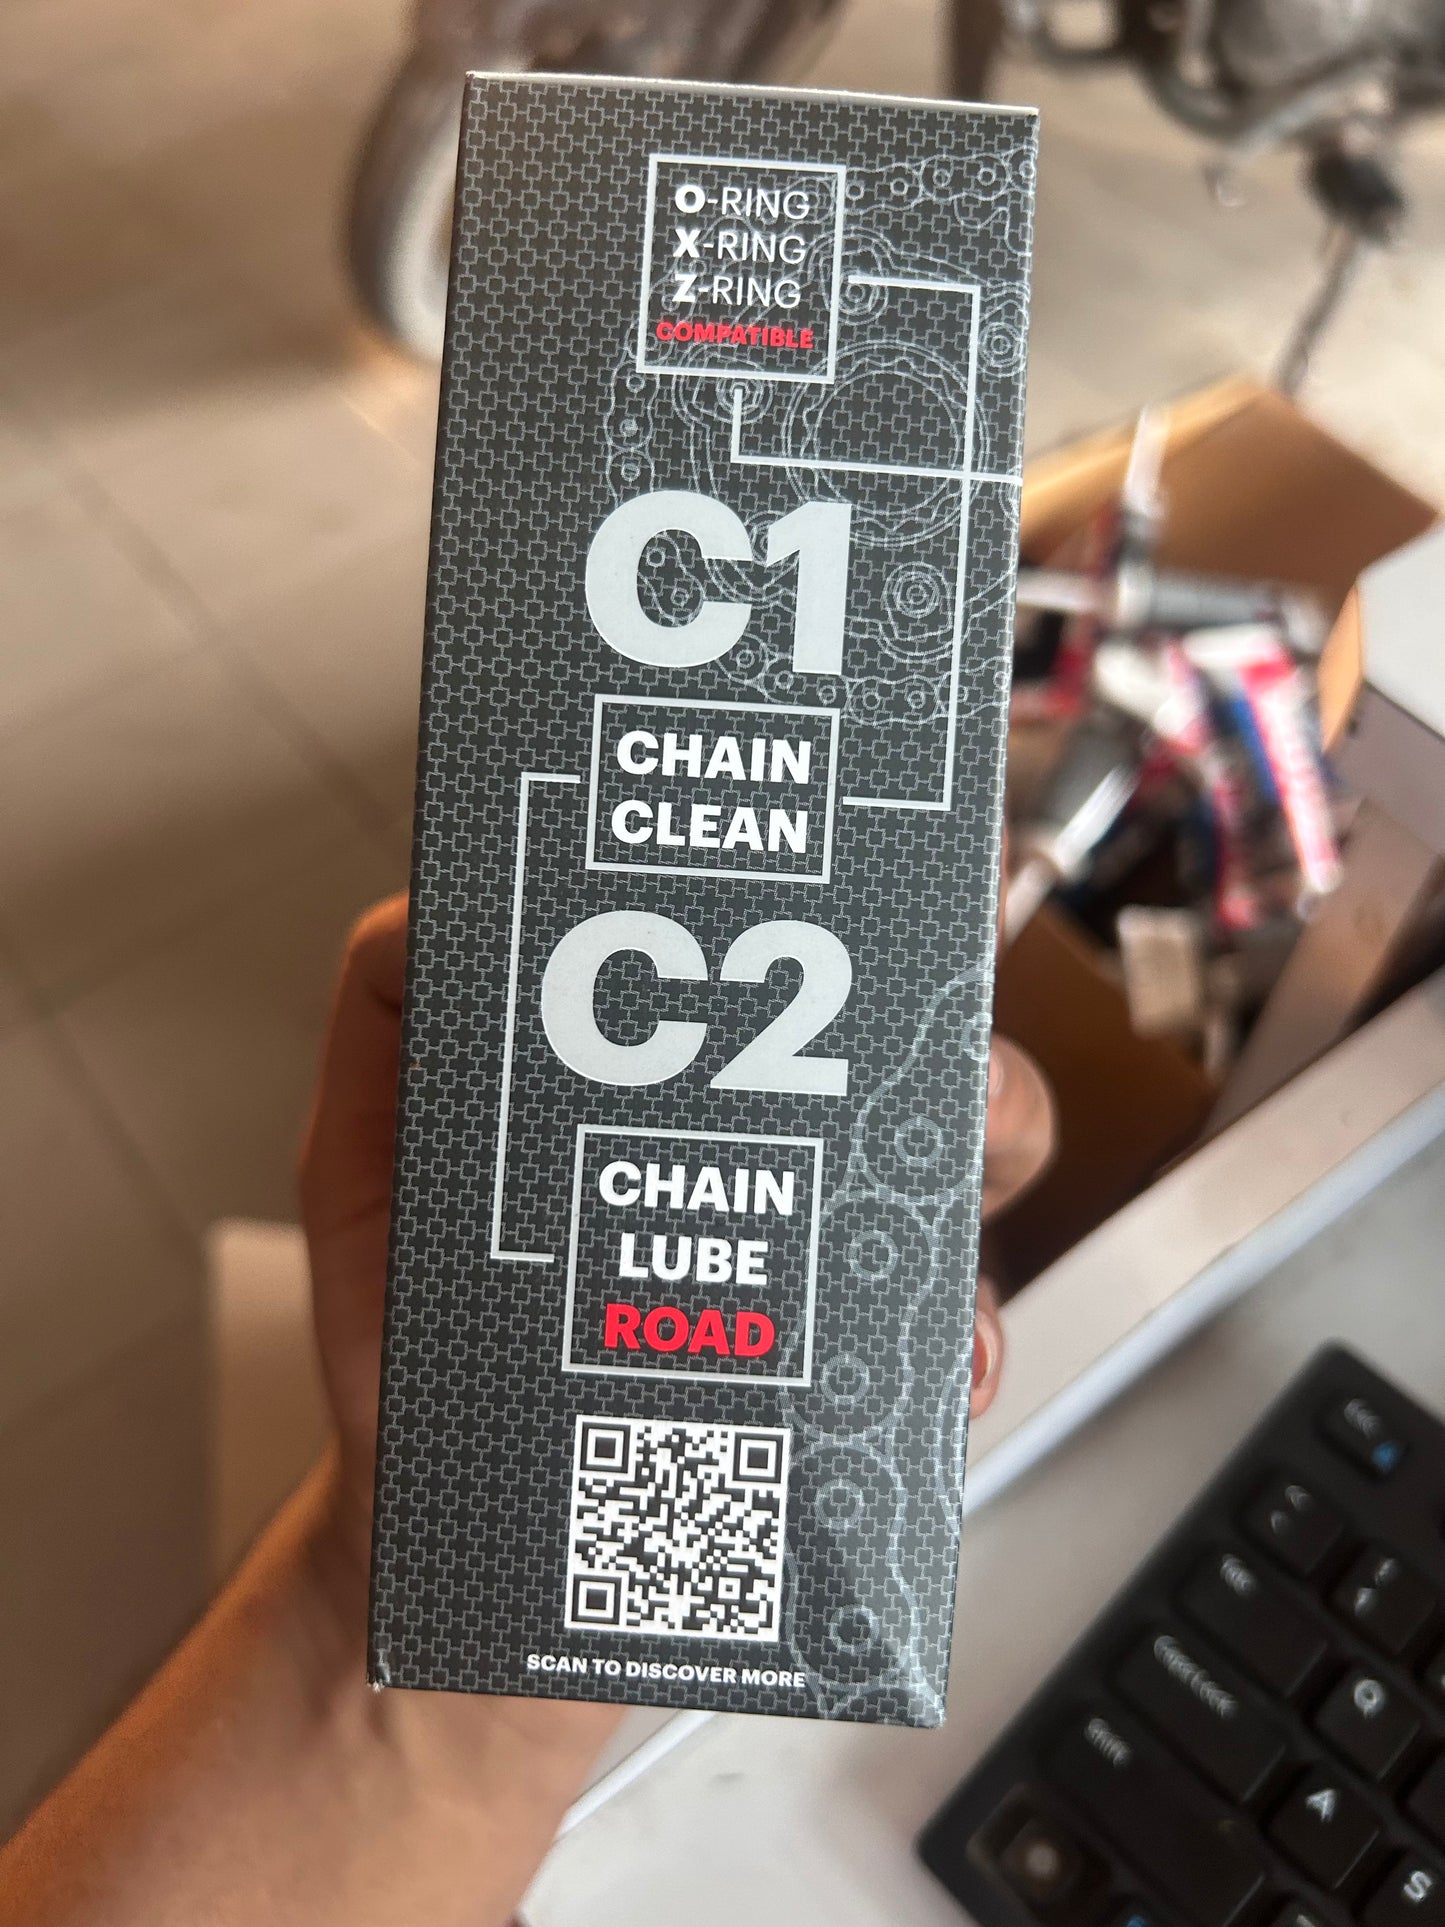 O-RING
X-RING
Z-RING
COMPATIBLE
C1
CHAIN
CLEAN
C2
CHAIN
LUBE
ROAD
SCAN TO DISCOVER MORE
Q
A
S